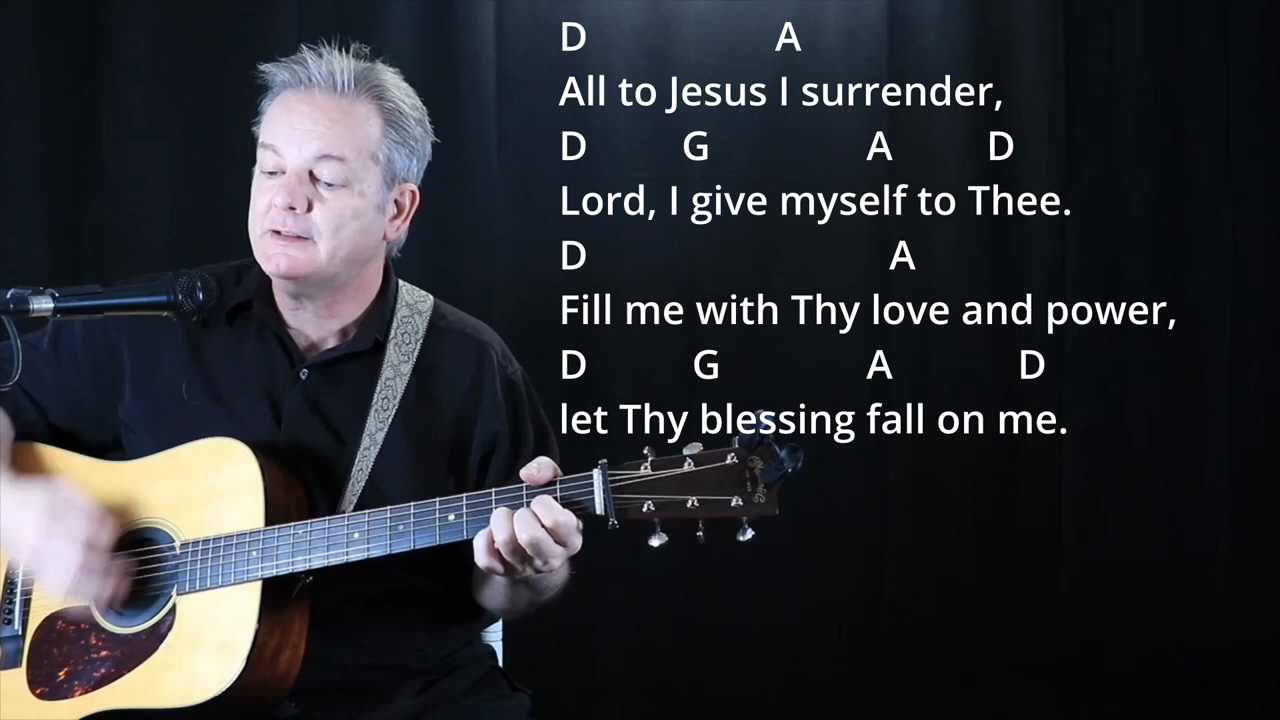 D A
All to Jesus I surrender,
D G A D
Lord, I give myself to Thee.
D A
Fill me with Thy love and power,
D G A D
let Thy blessing fall on me.